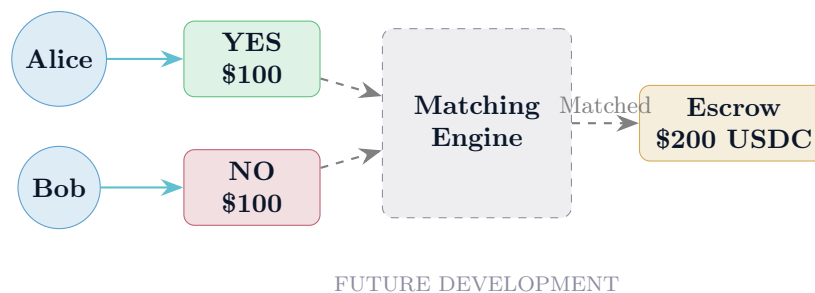 Alice
YES
$100
Matching
Engine
Matched
Escrow
$200 USDC
Bob
NO
$100
FUTURE DEVELOPMENT